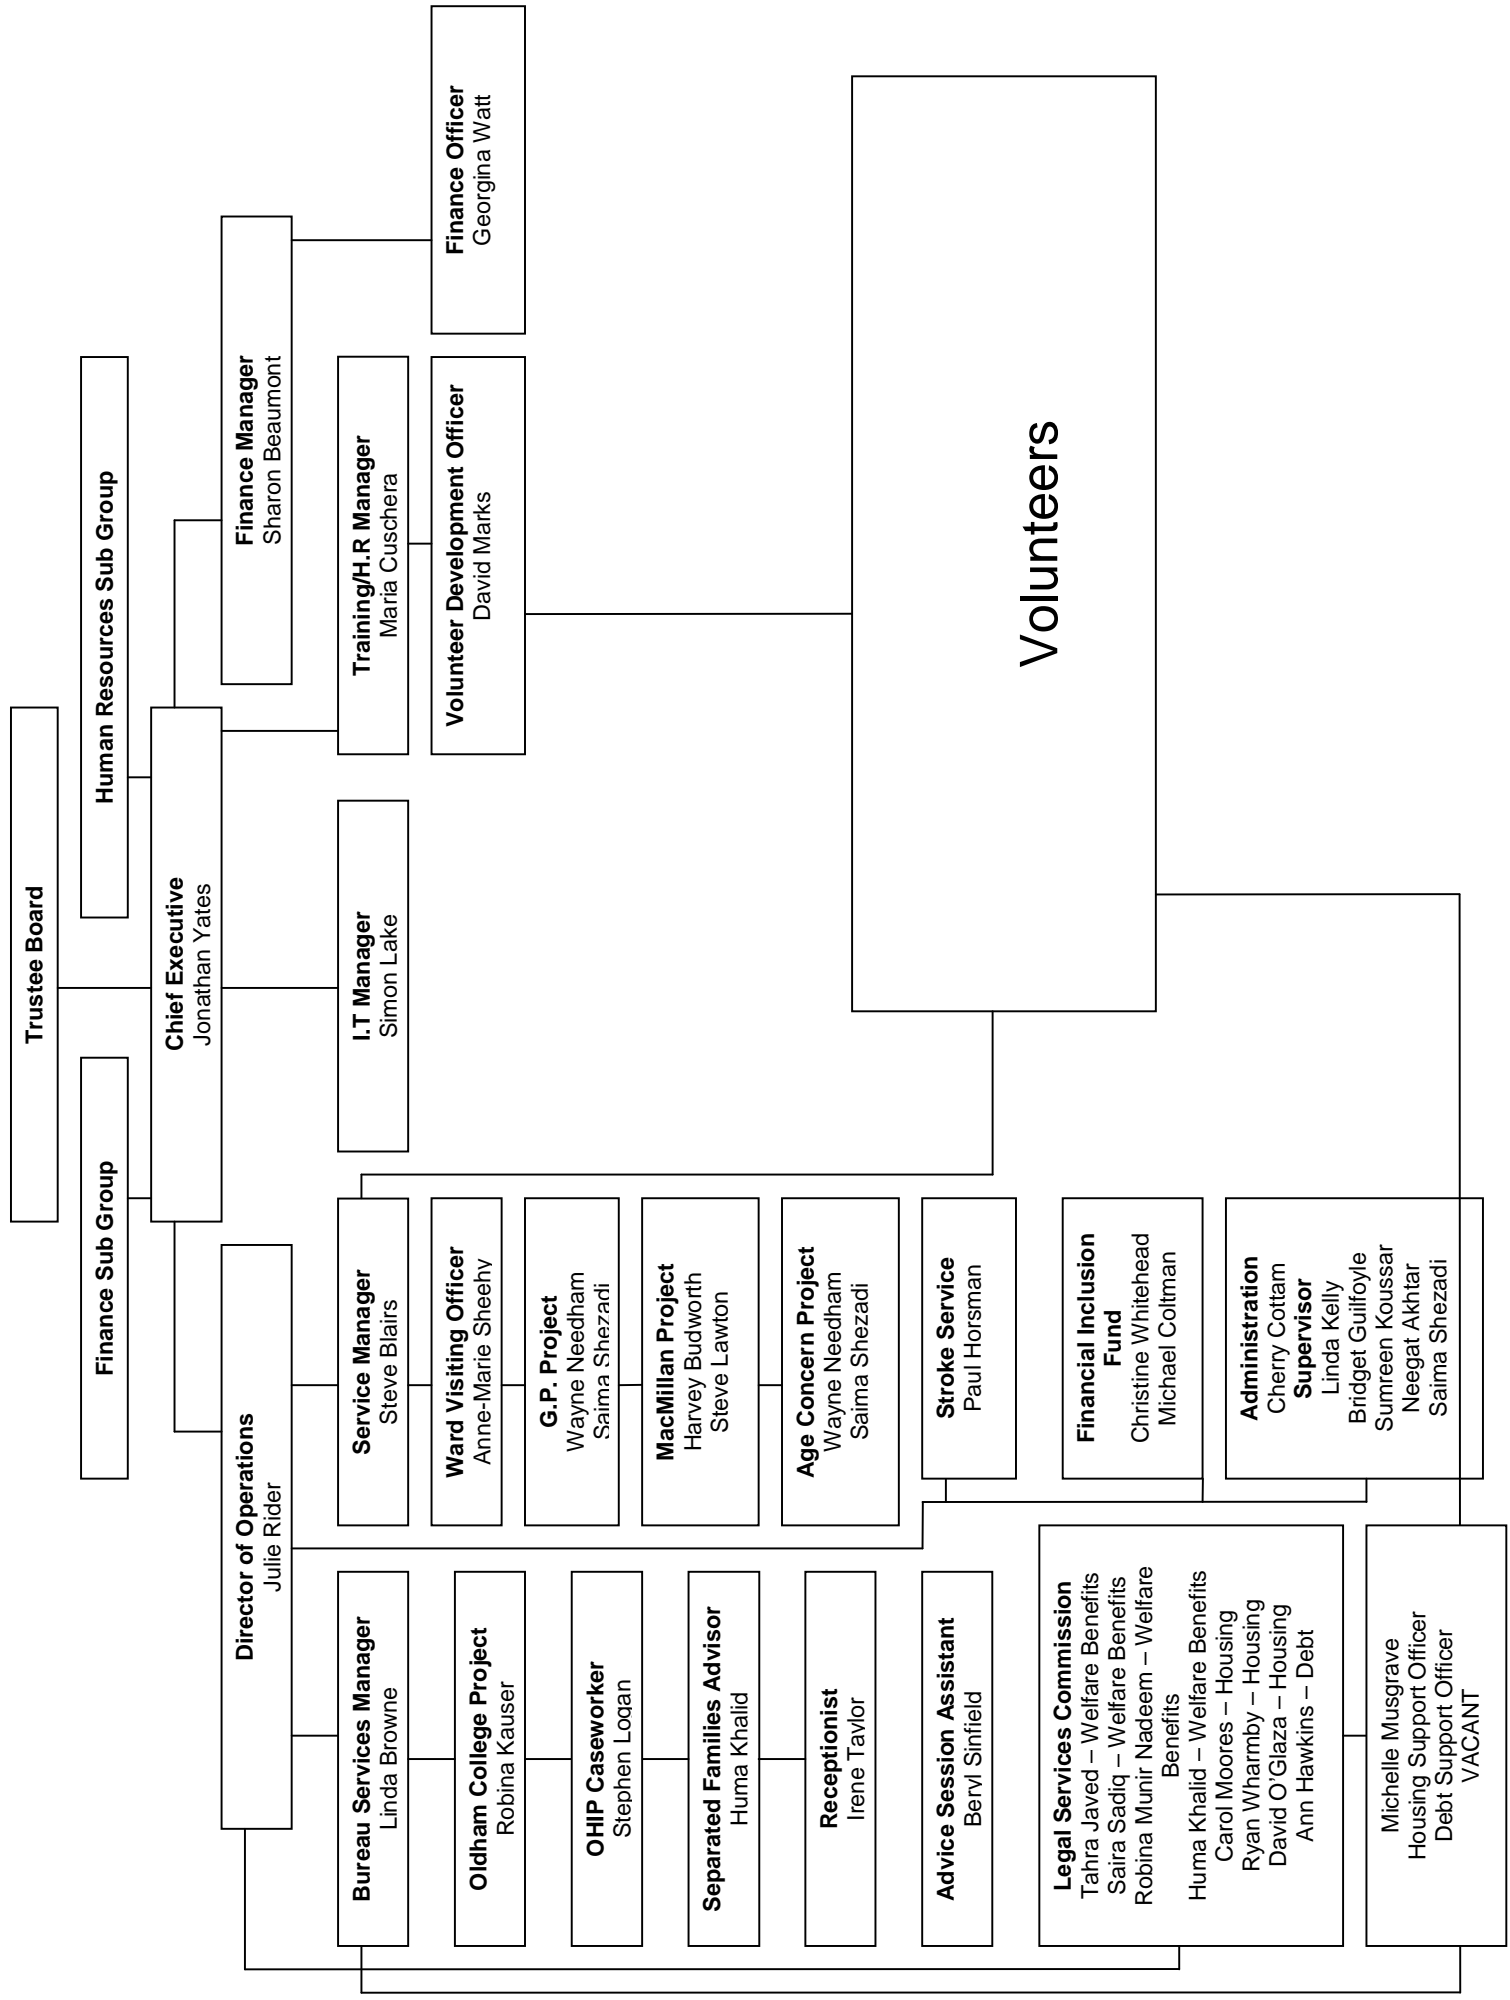 Trustee Board
Finance Sub Group
Human Resources Sub Group
Chief Executive
Jonathan Yates
Director of Operations
Julie Rider
Finance Manager
Sharon Beaumont
Bureau Services Manager
Linda Browne
Service Manager
Steve Blairs
I.T Manager
Simon Lake
Training/H.R Manager
Maria Cuschera
Ward Visiting Officer
Anne-Marie Sheehy
Volunteer Development Officer
David Marks
Finance Officer
Georgina Watt
Oldham College Project
Robina Kauser
G.P. Project
Wayne Needham
Saima Shezadi
OHIP Caseworker
Stephen Logan
MacMillan Project
Harvey Budworth
Steve Lawton
Separated Families Advisor
Huma Khalid
Age Concern Project
Wayne Needham
Saima Shezadi
Receptionist
Irene Taylor
Advice Session Assistant
Beryl Sinfield
Stroke Service
Paul Horsman
Volunteers
Legal Services Commission
Tahra Javed – Welfare Benefits
Saira Sadiq – Welfare Benefits
Robina Munir Nadeem – Welfare
Benefits
Huma Khalid – Welfare Benefits
Carol Moores – Housing
Ryan Wharmby – Housing
David O'Glaza – Housing
Ann Hawkins – Debt
Financial Inclusion
Fund
Christine Whitehead
Michael Coltman
Administration
Cherry Cottam
Supervisor
Linda Kelly
Bridget Guilfoyle
Sumreen Koussar
Neegat Akhtar
Saima Shezadi
Michelle Musgrave
Housing Support Officer
Debt Support Officer
VACANT